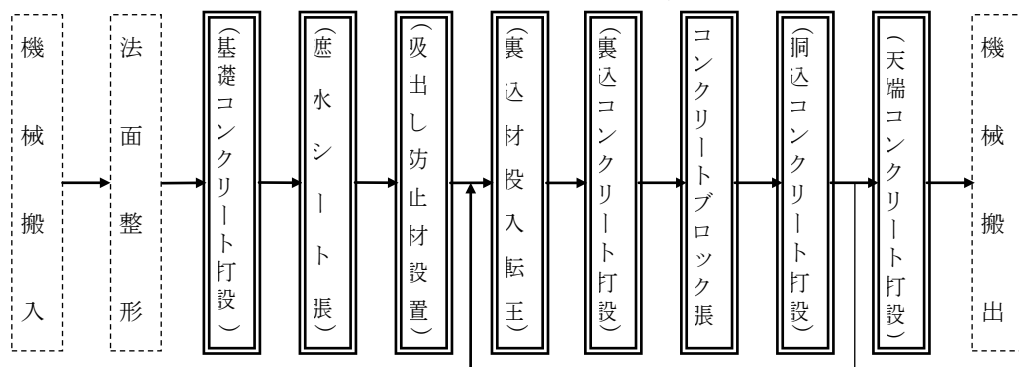 機械搬入
法面整形
(基礎コンクリート打設)
(遮水シート張)
(吸出し防止材設置)
(裏込材投入転圧)
(裏込コンクリート打設)
コンクリートブロック張
(胴込コンクリート打設)
(天端コンクリート打設)
機械搬出